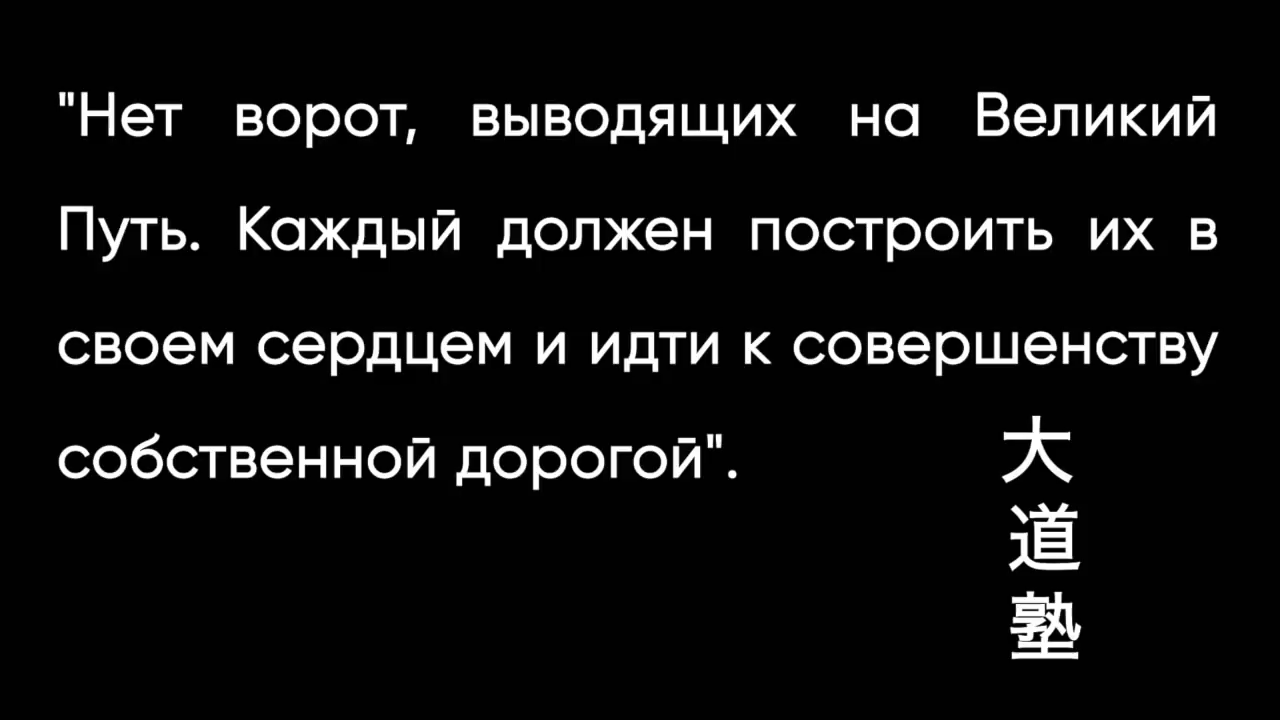 "Нет ворот, выводящих на Великий
Путь. Каждый должен построить их в
своем сердцем и идти к совершенству
собственной дорогой".
大
道
塾